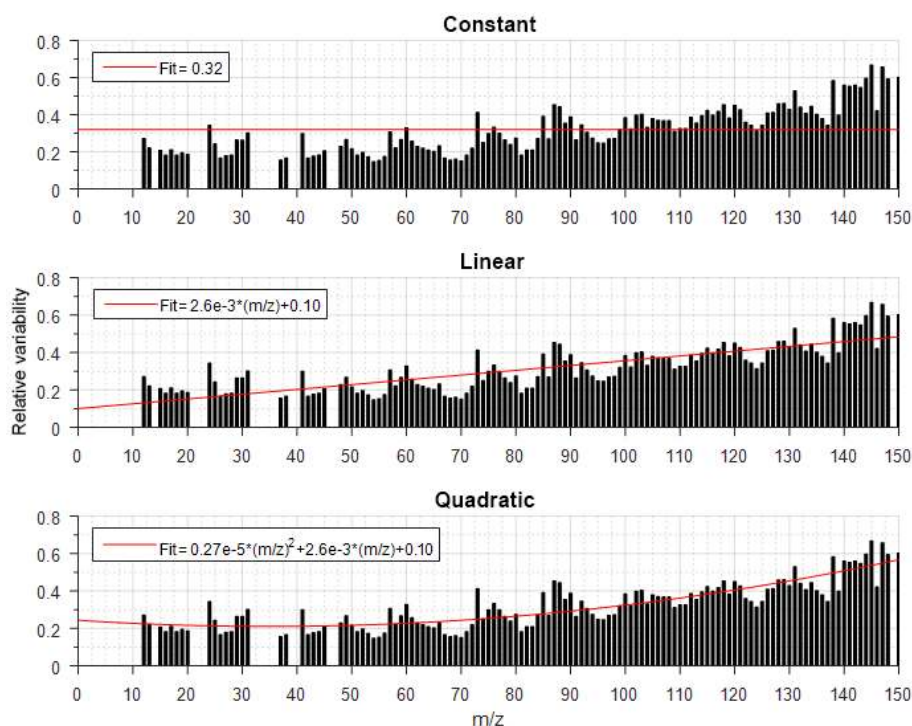 Constant
0.8
0.6
0.4
0.2
0
Fit= 0.32
0 10 20 30 40 50 60 70 80 90 100 110 120 130 140 150
Linear
Relative variability
0.8
0.6
0.4
0.2
0
Fit= 2.6e-3*(m/z)+0.10
0 10 20 30 40 50 60 70 80 90 100 110 120 130 140 150
Quadratic
0.8
0.6
0.4
0.2
0
Fit= 0.27e-5*(m/z)²+2.6e-3*(m/z)+0.10
0 10 20 30 40 50 60 70 80 90 100 110 120 130 140 150
m/z